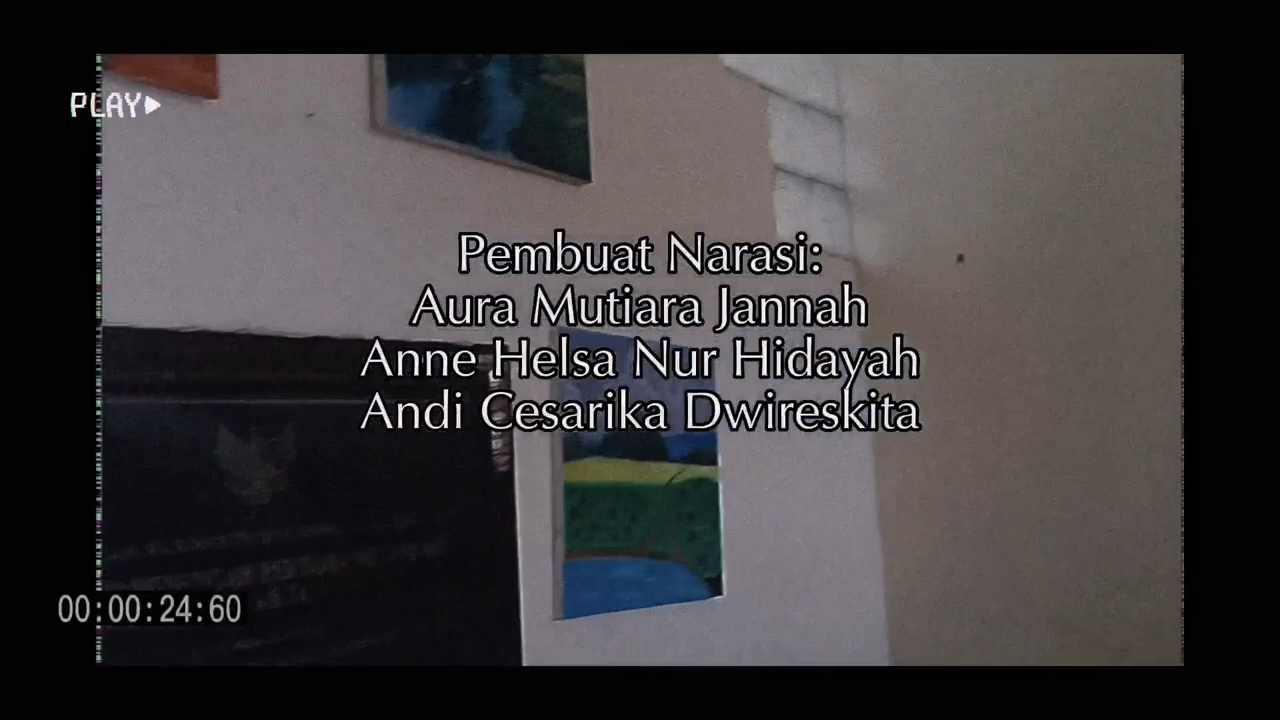 PLAY
Pembuat Narasi:
Aura Mutiara Jannah
Anne Helsa Nur Hidayah
Andi Cesarika Dwireskita
00:00:24:60